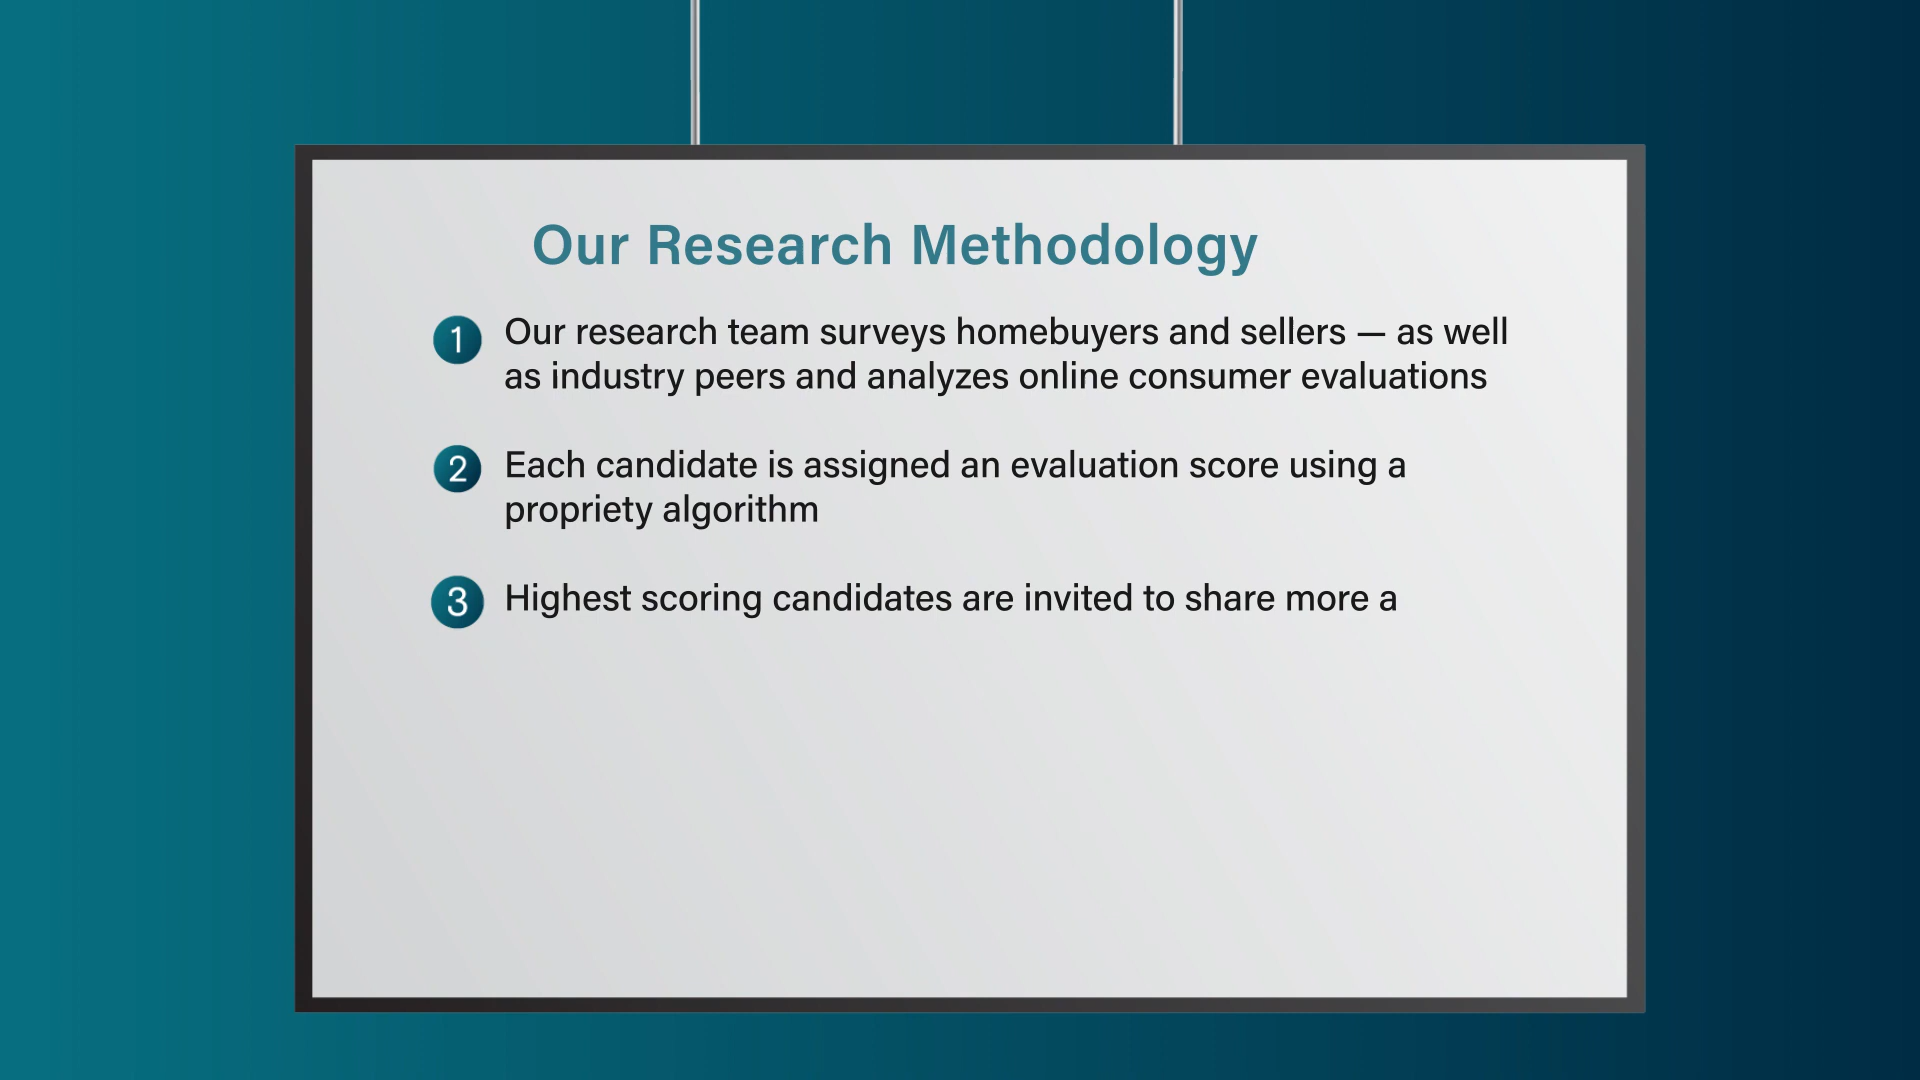 Our Research Methodology
1 Our research team surveys homebuyers and sellers — as well
as industry peers and analyzes online consumer evaluations
2 Each candidate is assigned an evaluation score using a
propriety algorithm
3 Highest scoring candidates are invited to share more a